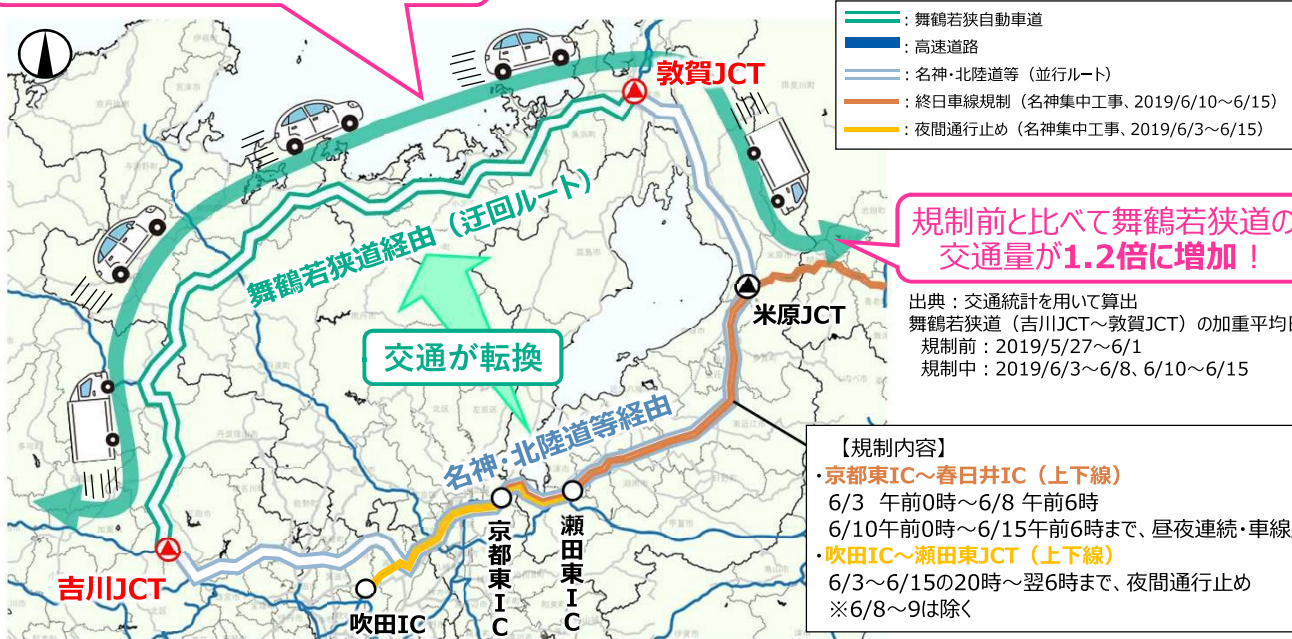 : 舞鶴若狭自動車道
: 高速道路
: 名神・北陸道等（並行ルート）
: 終日車線規制（名神集中工事、2019/6/10～6/15）
: 夜間通行止め（名神集中工事、2019/6/3～6/15）
敦賀JCT
舞鶴若狭道経由（迂回ルート）
規制前と比べて舞鶴若狭道の
交通量が1.2倍に増加！
米原JCT
出典：交通統計を用いて算出
舞鶴若狭道（吉川JCT～敦賀JCT）の加重平均日
規制前：2019/5/27～6/1
規制中：2019/6/3～6/8、6/10～6/15
交通が転換
名神・北陸道等経由
【規制内容】
・京都東IC～春日井IC（上下線）
6/3 午前0時～6/8 午前6時
6/10午前0時～6/15午前6時まで、昼夜連続・車線
・吹田IC～瀬田東JCT（上下線）
6/3～6/15の20時～翌6時まで、夜間通行止め
※6/8～9は除く
京都東IC
瀬田東IC
吉川JCT
吹田IC